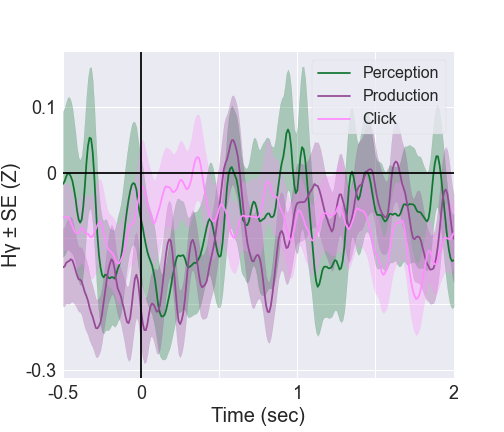 Perception
Production
Click
Hγ ± SE (Z)
0.1
0
-0.3
-0.5
0
1
2
Time (sec)